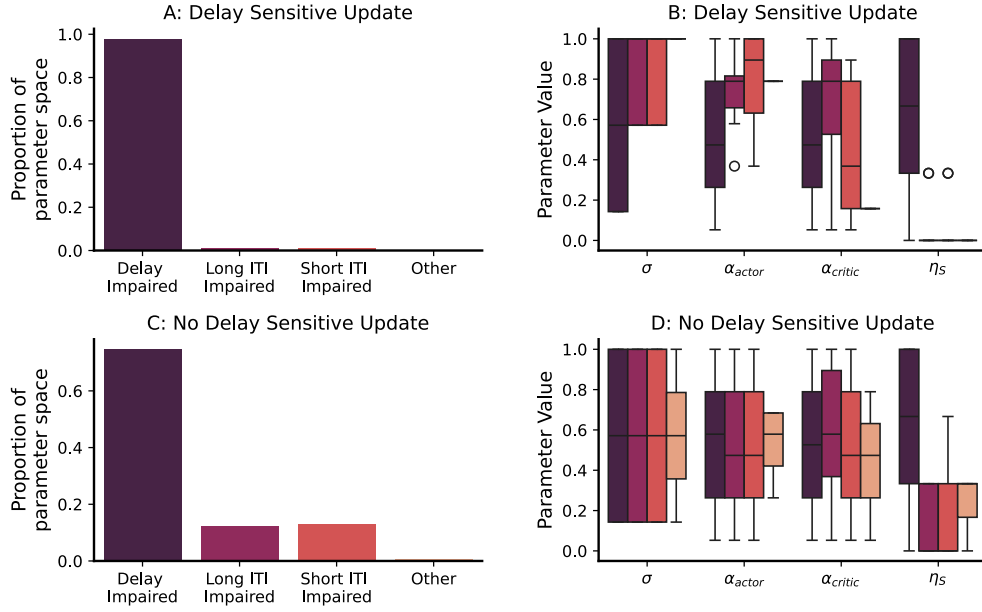 A: Delay Sensitive Update
Proportion of
parameter space
1.0
0.8
0.6
0.4
0.2
0.0
Delay
Impaired
Long ITI
Impaired
Short ITI
Impaired
Other
B: Delay Sensitive Update
Parameter Value
1.0
0.8
0.6
0.4
0.2
0.0
σ
α_actor
α_critic
η_S
C: No Delay Sensitive Update
Proportion of
parameter space
0.6
0.4
0.2
0.0
Delay
Impaired
Long ITI
Impaired
Short ITI
Impaired
Other
D: No Delay Sensitive Update
Parameter Value
1.0
0.8
0.6
0.4
0.2
0.0
σ
α_actor
α_critic
η_S